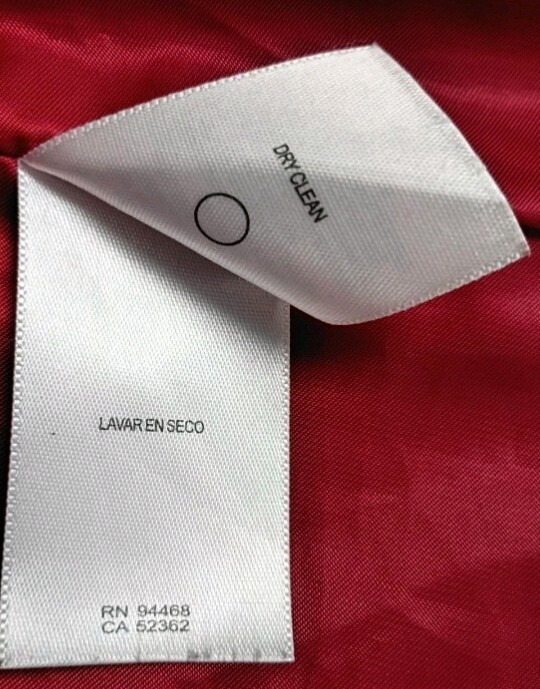 DRY CLEAN
LAVAR EN SECO
RN 94468
CA 52362